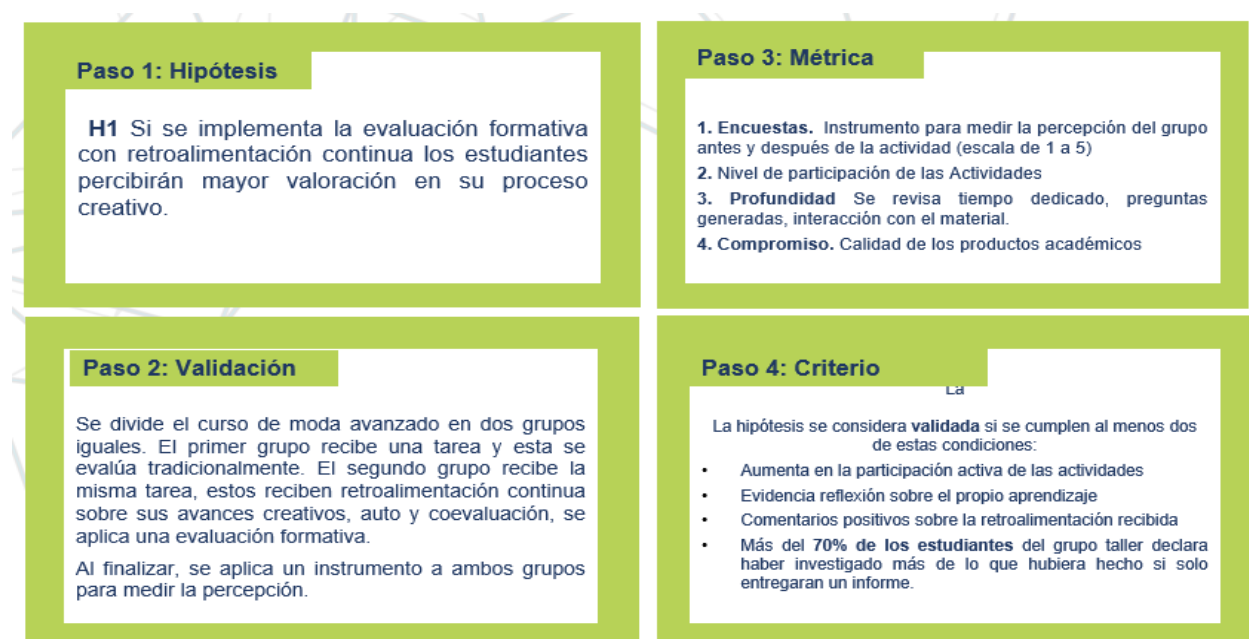 Paso 1: Hipótesis
H1 Si se implementa la evaluación formativa
con retroalimentación continua los estudiantes
percibirán mayor valoración en su proceso
creativo.
Paso 2: Validación
Se divide el curso de moda avanzado en dos grupos
iguales. El primer grupo recibe una tarea y esta se
evalúa tradicionalmente. El segundo grupo recibe la
misma tarea, estos reciben retroalimentación continua
sobre sus avances creativos, auto y coevaluación, se
aplica una evaluación formativa.
Al finalizar, se aplica un instrumento a ambos grupos
para medir la percepción.
Paso 3: Métrica
1. Encuestas. Instrumento para medir la percepción del grupo
antes y después de la actividad (escala de 1 a 5)
2. Nivel de participación de las Actividades
3. Profundidad Se revisa tiempo dedicado, preguntas
generadas, interacción con el material.
4. Compromiso. Calidad de los productos académicos
Paso 4: Criterio
La
La hipótesis se considera validada si se cumplen al menos dos
de estas condiciones:
• Aumenta en la participación activa de las actividades
• Evidencia reflexión sobre el propio aprendizaje
• Comentarios positivos sobre la retroalimentación recibida
• Más del 70% de los estudiantes del grupo taller declara
haber investigado más de lo que hubiera hecho si solo
entregaran un informe.